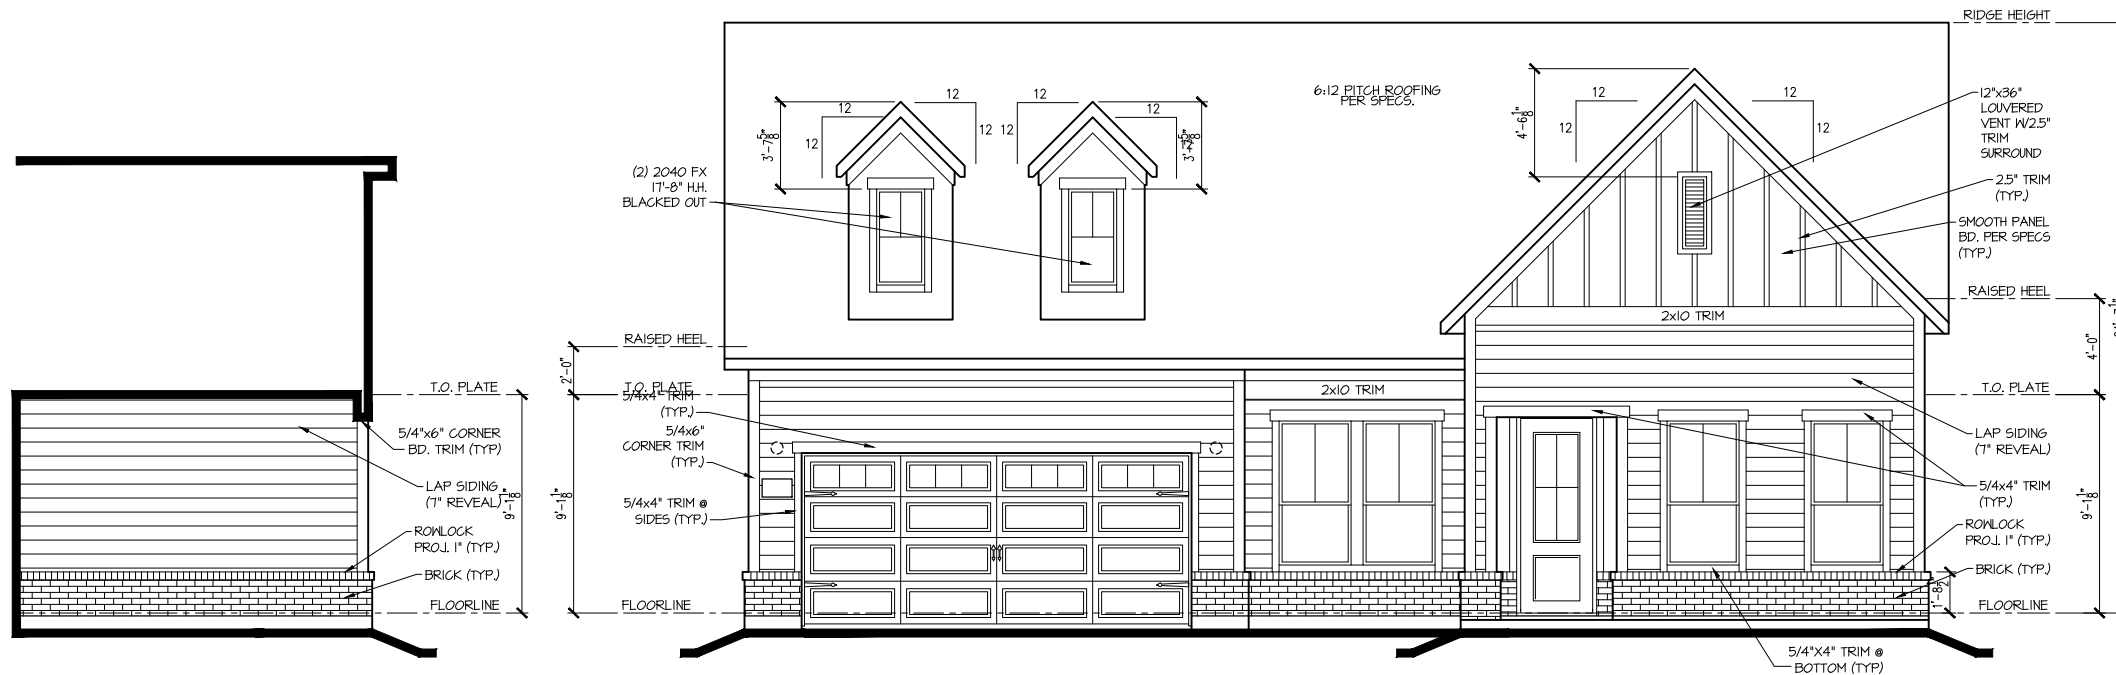 RIDGE HEIGHT
6:12 PITCH ROOFING
PER SPECS.
12
12
12
12
12
12
12
3'-7 5/8"
3'-7 5/8"
(2) 2040 FX
17'-8" H.H.
BLACKED OUT
4'-6 1/8"
12
12
12
12
12"x36"
LOUVERED
VENT W/2.5"
TRIM
SURROUND
2.5" TRIM
(TYP.)
SMOOTH PANEL
BD. PER SPECS
(TYP.)
RAISED HEEL
2x10 TRIM
4'-0"
T.O. PLATE
LAP SIDING
(7" REVEAL)
5/4x4" TRIM
(TYP.)
9'-1 1/8"
ROWLOCK
PROJ. 1" (TYP.)
BRICK (TYP.)
1'-8 1/2"
FLOORLINE
5/4"X4" TRIM @
BOTTOM (TYP)
RAISED HEEL
2'-0"
T.O. PLATE
5/4x4" TRIM
(TYP.)
5/4x6"
CORNER TRIM
(TYP.)
5/4x4" TRIM @
SIDES (TYP.)
9'-1 1/8"
FLOORLINE
2x10 TRIM
T.O. PLATE
5/4"x6" CORNER
BD. TRIM (TYP)
LAP SIDING
(7" REVEAL)
9'-1 1/8"
ROWLOCK
PROJ. 1" (TYP.)
BRICK (TYP.)
FLOORLINE